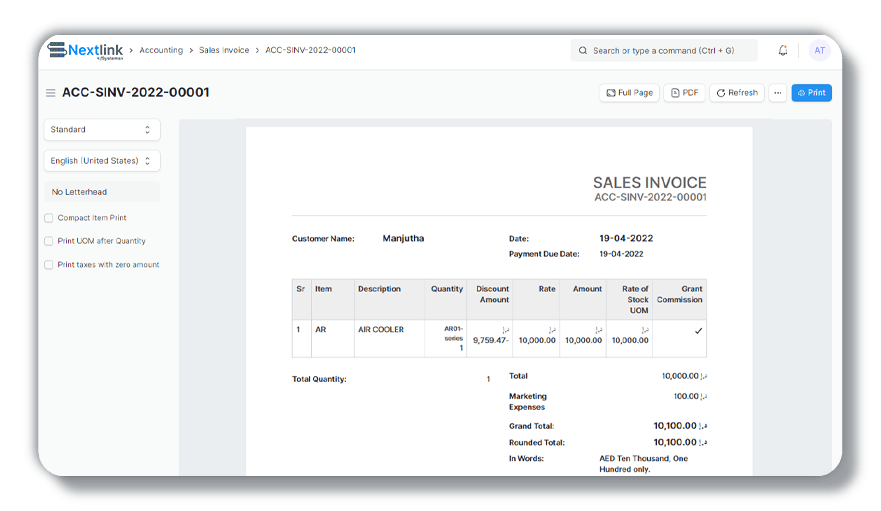 Nextlink
Systems
Accounting > Sales Invoice > ACC-SINV-2022-00001
Search or type a command (Ctrl + G)
AT
ACC-SINV-2022-00001
Full Page
PDF
Refresh
...
Print
Standard
English (United States)
No Letterhead
Compact Item Print
Print UOM after Quantity
Print taxes with zero amount
SALES INVOICE
ACC-SINV-2022-00001
Customer Name: Manjutha
Date: 19-04-2022
Payment Due Date: 19-04-2022
Sr Item Description Quantity Discount Amount Rate Amount Rate of Stock UOM Grant Commission
1 AR AIR COOLER AR01-series 1 د.إ 9,759.47- د.إ 10,000.00 د.إ 10,000.00 د.إ 10,000.00 ✓
Total Quantity: 1
Total 10,000.00 د.إ
Marketing Expenses 100.00 د.إ
Grand Total: 10,100.00 د.إ
Rounded Total: 10,100.00 د.إ
In Words: AED Ten Thousand, One
Hundred only.